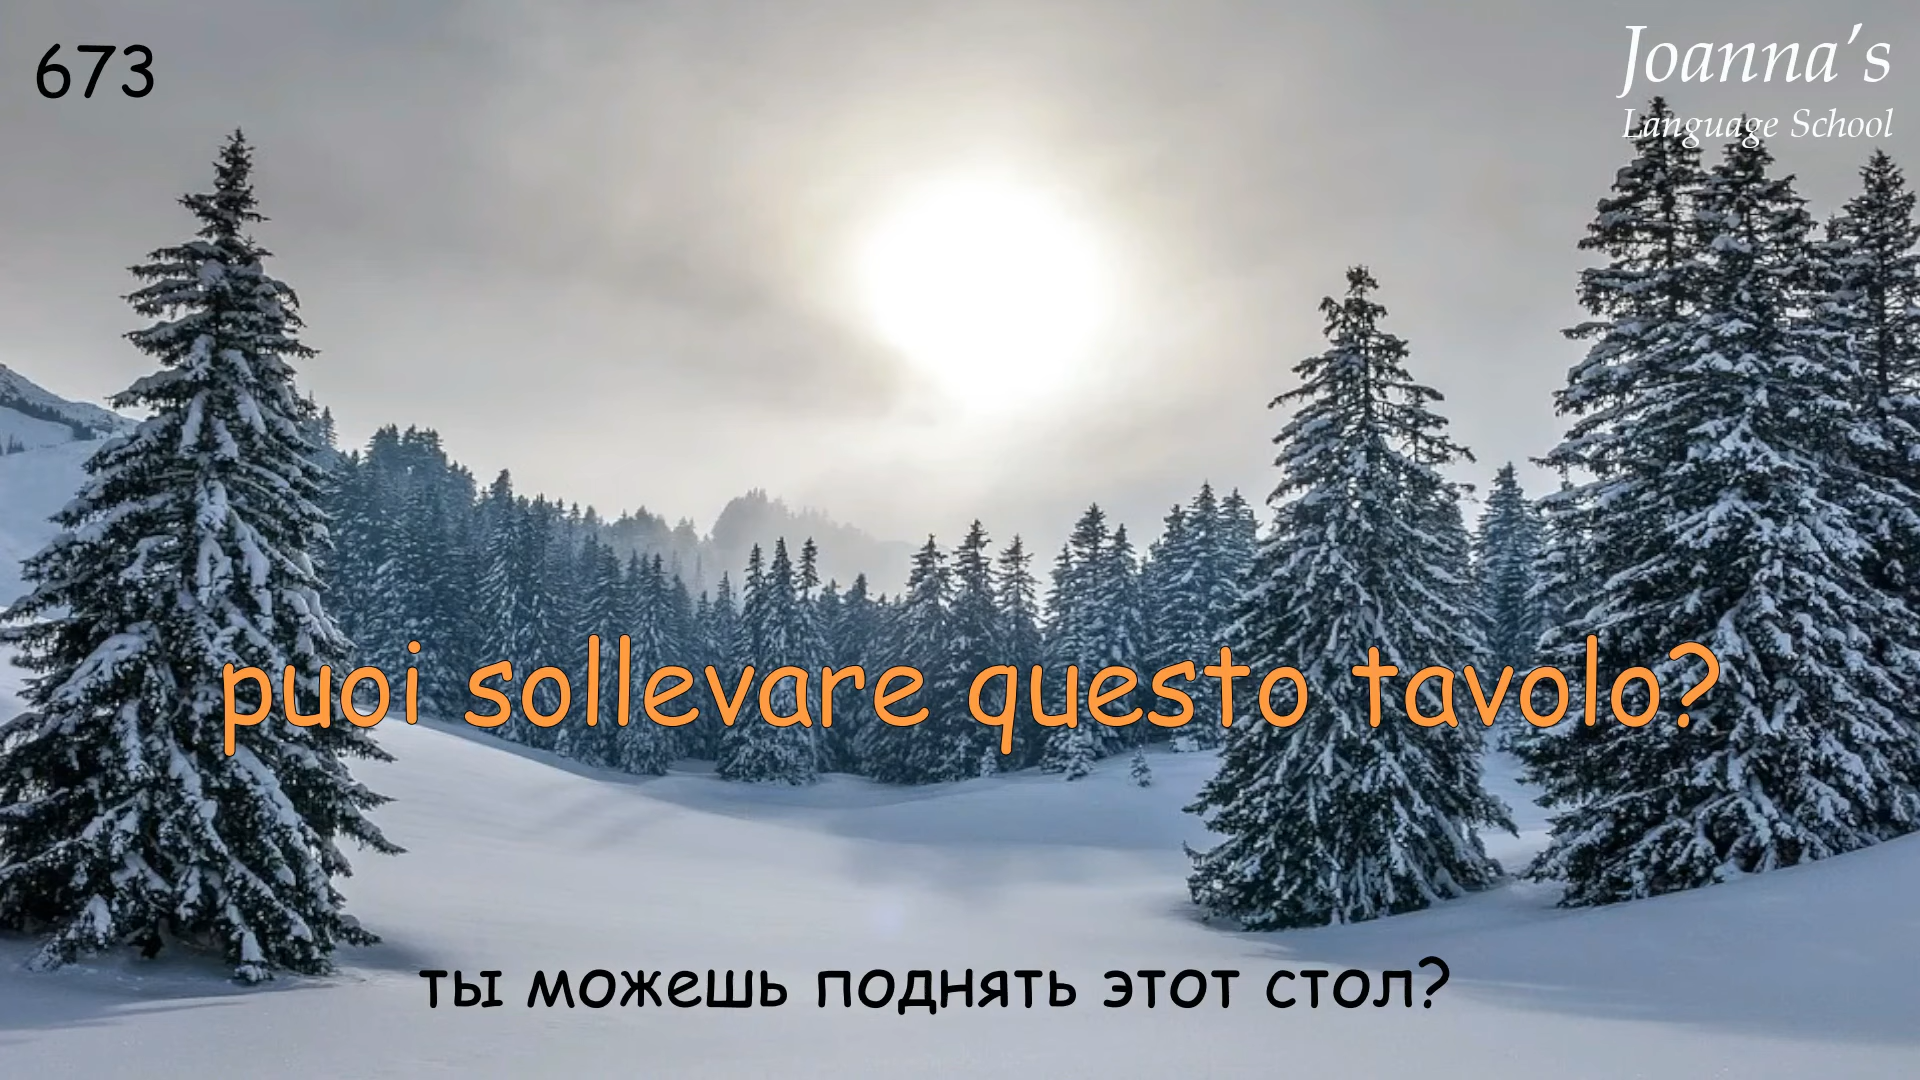 673
Joanna's
Language School
puoi sollevare questo tavolo?
ты можешь поднять этот стол?